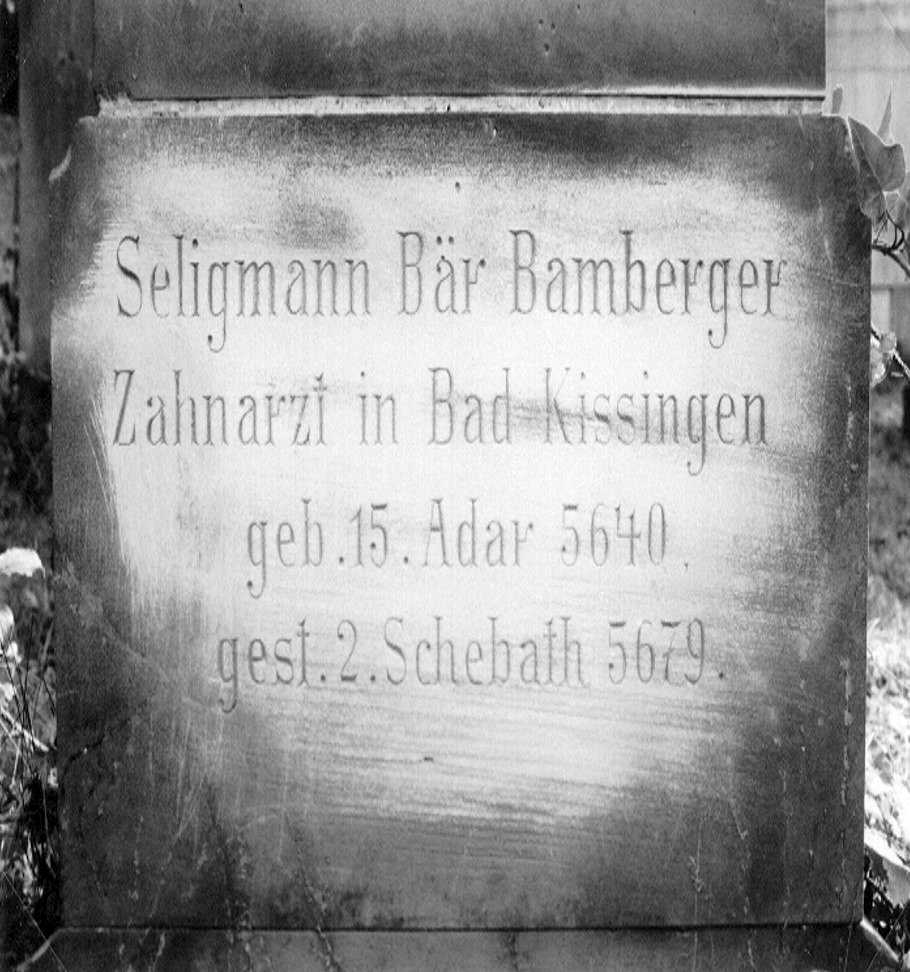 Seligmann Bär Bamberger
Zahnarzt in Bad Kissingen
geb. 15. Adar 5640.
gest. 2. Schebath 5679.